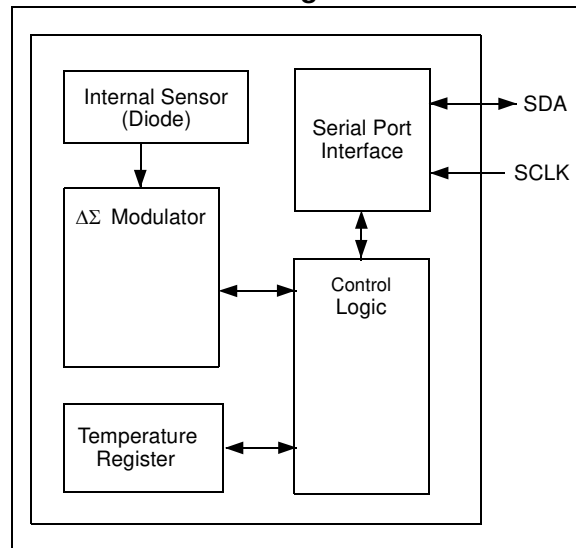 Internal Sensor
(Diode)
ΔΣ Modulator
Temperature
Register
Serial Port
Interface
Control
Logic
SDA
SCLK